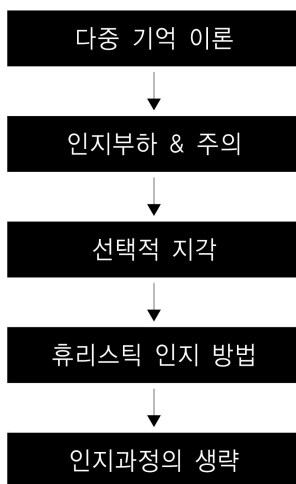 다중 기억 이론
인지부하 & 주의
선택적 지각
휴리스틱 인지 방법
인지과정의 생략